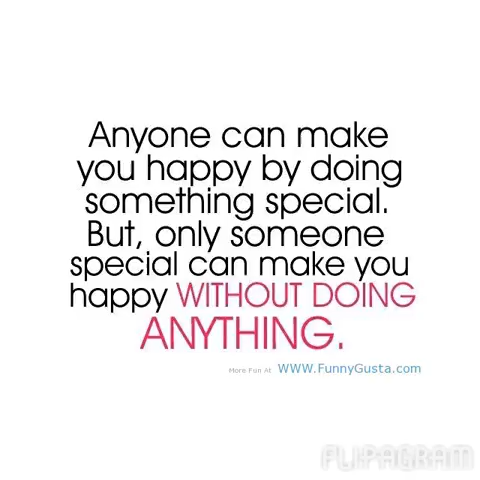 Anyone can make
you happy by doing
something special.
But, only someone
special can make you
happy WITHOUT DOING
ANYTHING.
More Fun At WWW.FunnyGusta.com
FLIPAGRAM